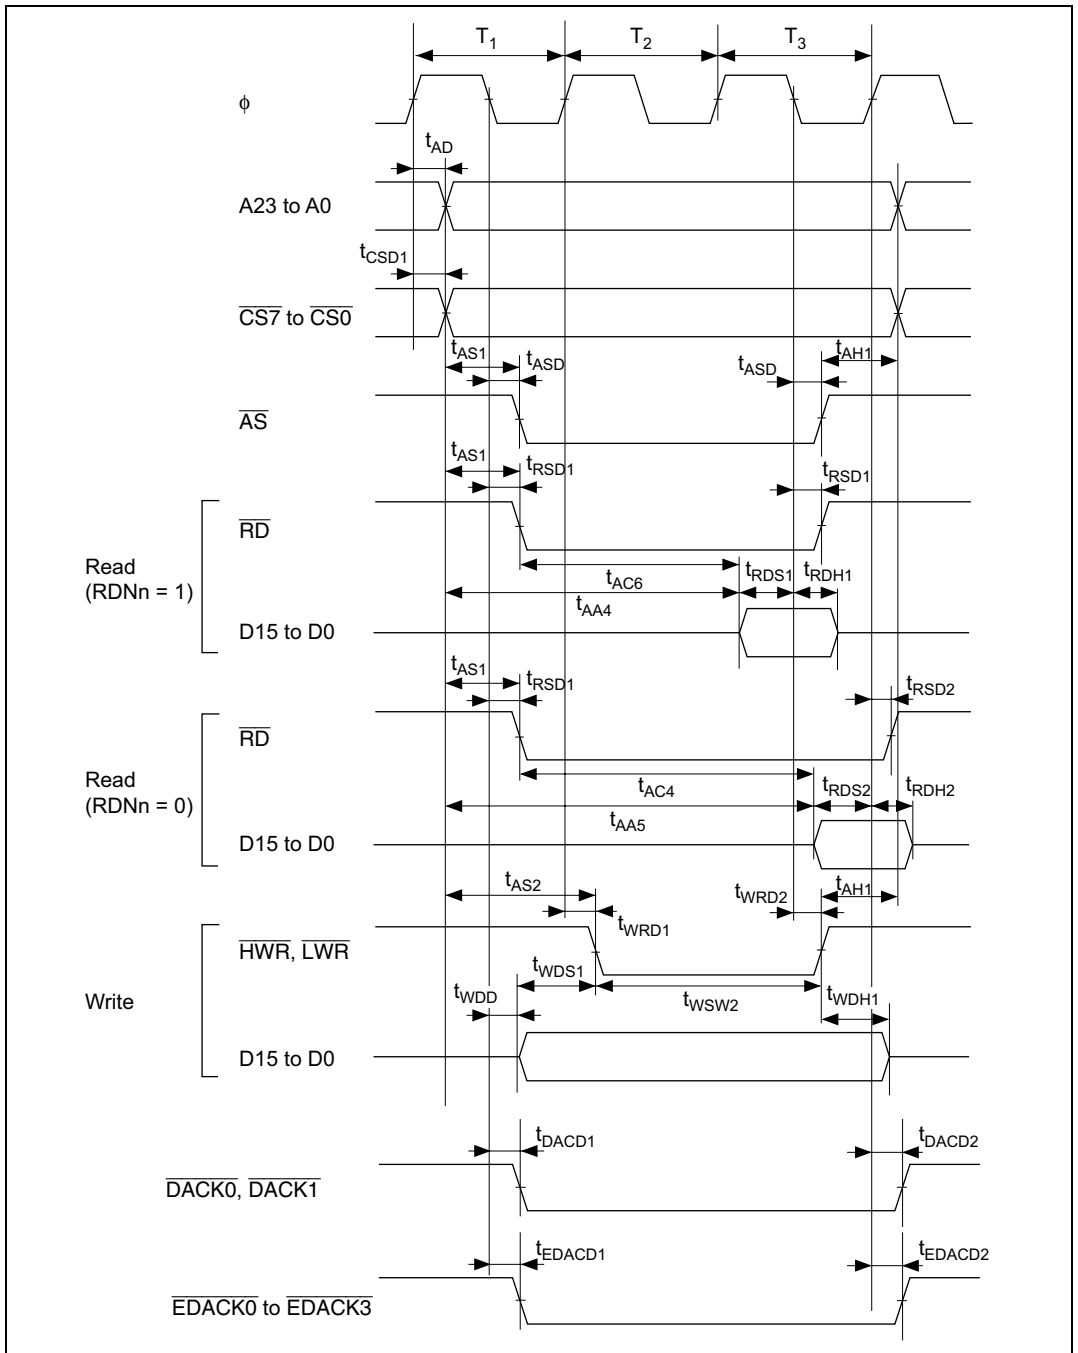 T1 T2 T3
φ
tAD
A23 to A0
tCSD1
CS7 to CS0
tAS1 tASD tASD tAH1
AS
tAS1 tRSD1 tRSD1
RD
Read
(RDNn = 1)
tAC6 tRDS1 tRDH1
tAA4
D15 to D0
tAS1 tRSD1 tRSD2
RD
Read
(RDNn = 0)
tAC4 tRDS2 tRDH2
tAA5
D15 to D0
tAS2 tWRD1 tWRD2 tAH1
HWR, LWR
Write
tWDD tWDS1 tWSW2 tWDH1
D15 to D0
tDACD1 tDACD2
DACK0, DACK1
tEDACD1 tEDACD2
EDACK0 to EDACK3